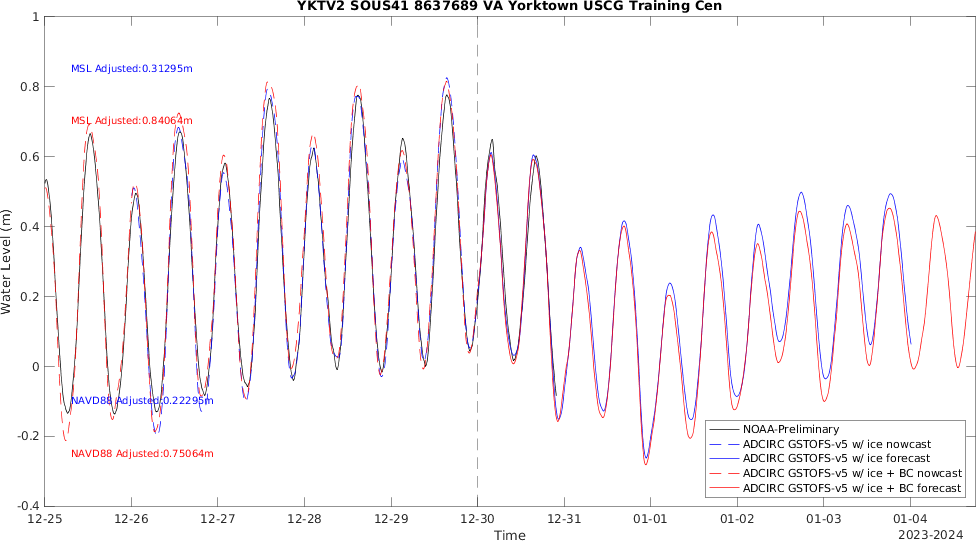 YKTV2 SOUS41 8637689 VA Yorktown USCG Training Cen
1
0.8
0.6
0.4
0.2
0
-0.2
-0.4
Water Level (m)
MSL Adjusted:0.31295m
MSL Adjusted:0.84064m
NAVD88 Adjusted:0.22295m
NAVD88 Adjusted:0.75064m
NOAA-Preliminary
ADCIRC GSTOFS-v5 w/ ice nowcast
ADCIRC GSTOFS-v5 w/ ice forecast
ADCIRC GSTOFS-v5 w/ ice + BC nowcast
ADCIRC GSTOFS-v5 w/ ice + BC forecast
12-25 12-26 12-27 12-28 12-29 12-30 12-31 01-01 01-02 01-03 01-04
Time
2023-2024